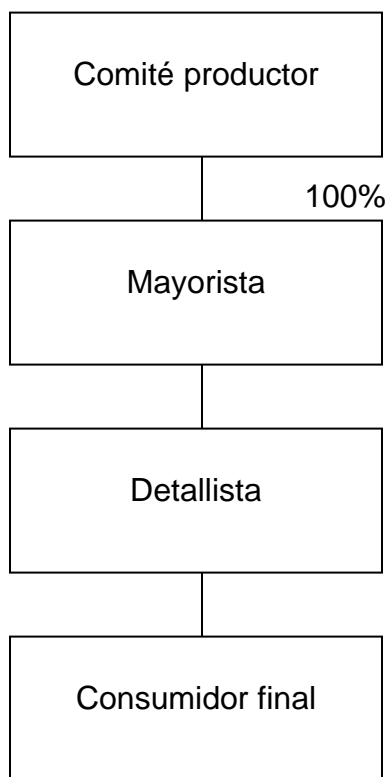 Comité productor
100%
Mayorista
Detallista
Consumidor final